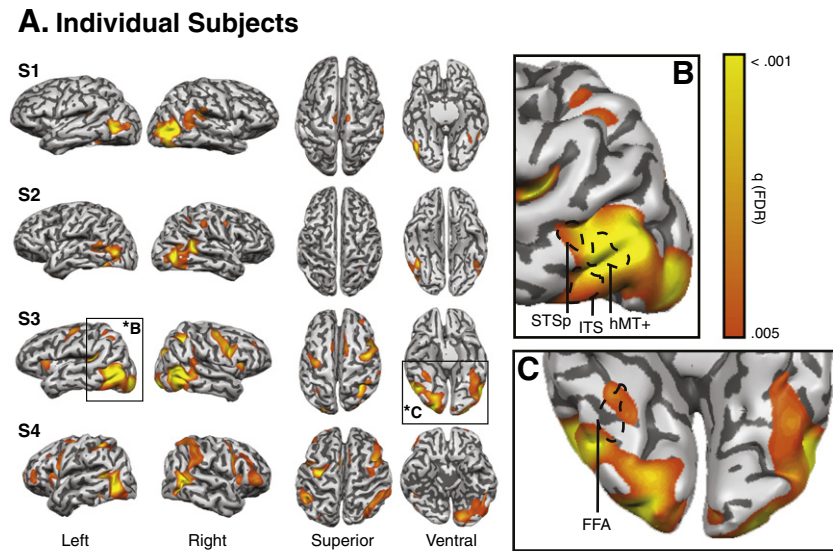 A. Individual Subjects
S1
S2
S3
*B
*C
S4
Left
Right
Superior
Ventral
B
STSp
ITS
hMT+
< .001
q (FDR)
.005
C
FFA